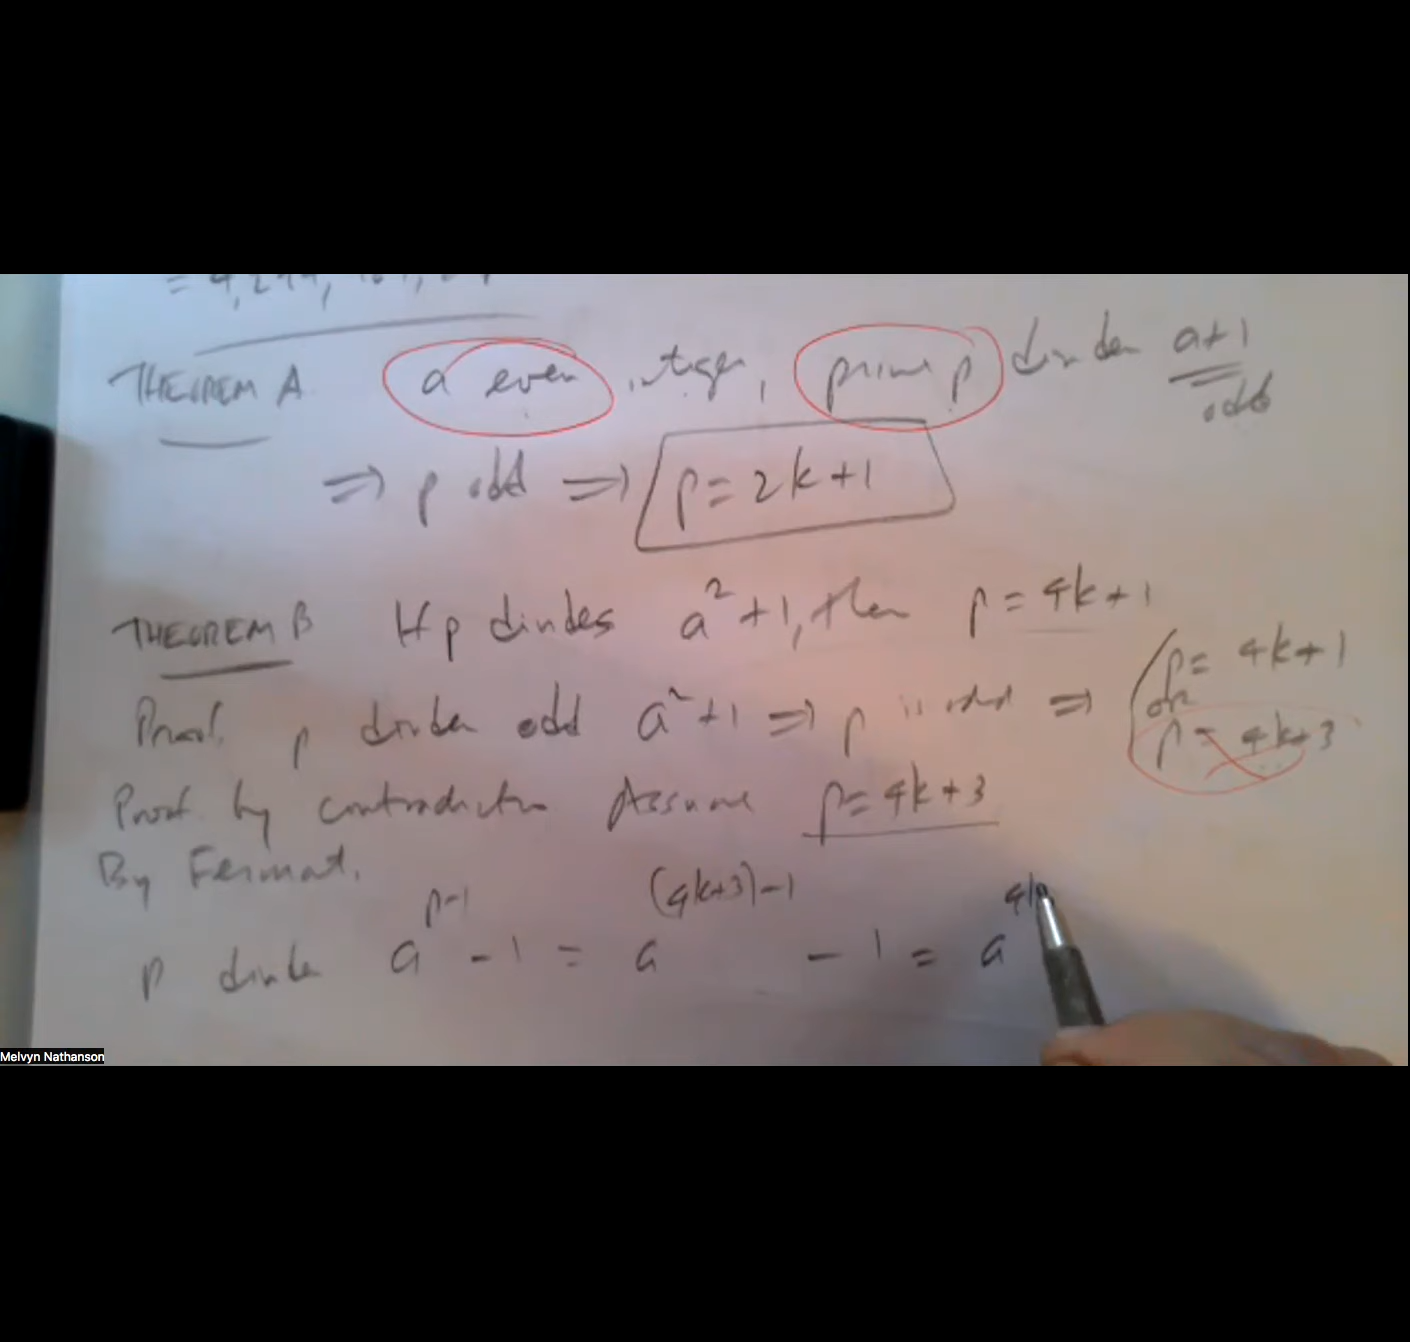 = 4,294,
THEOREM A a even integer, prime p divides a+1
odd
⇒ p odd ⇒ p=2k+1
THEOREM B If p divides a²+1, then p = 4k+1
Proof. p divides odd a²+1 ⇒ p is odd ⇒ p= 4k+1
or
p = 4k+3
Proof by contradiction Assume p=4k+3
By Fermat,
p divides a^(p-1) - 1 = a^((4k+3)-1) - 1 = a^4k
Melvyn Nathanson